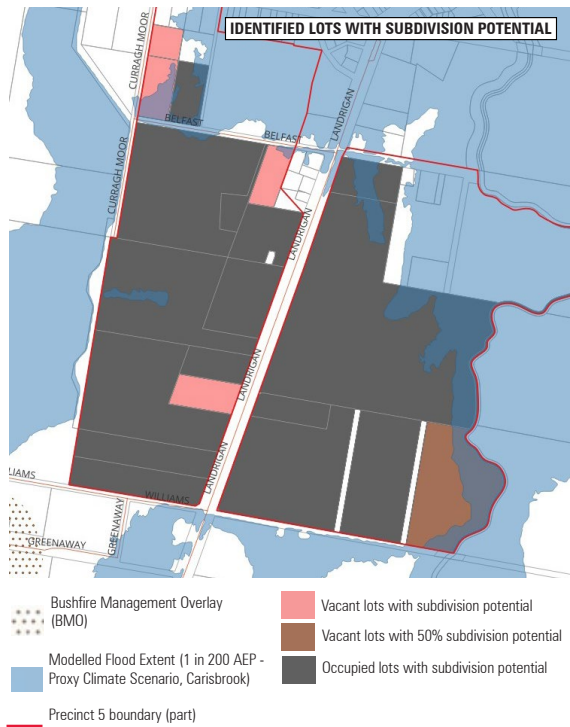 IDENTIFIED LOTS WITH SUBDIVISION POTENTIAL
CURRAGH MOOR
LANDRIGAN
BELFAST
BELFAST
CURRAGH MOOR
LANDRIGAN
LANDRIGAN
LANDRIGAN
LIAMS
WILLIAMS
GREENAWAY
GREENAWAY
Bushfire Management Overlay
(BMO)
Modelled Flood Extent (1 in 200 AEP -
Proxy Climate Scenario, Carisbrook)
Precinct 5 boundary (part)
Vacant lots with subdivision potential
Vacant lots with 50% subdivision potential
Occupied lots with subdivision potential